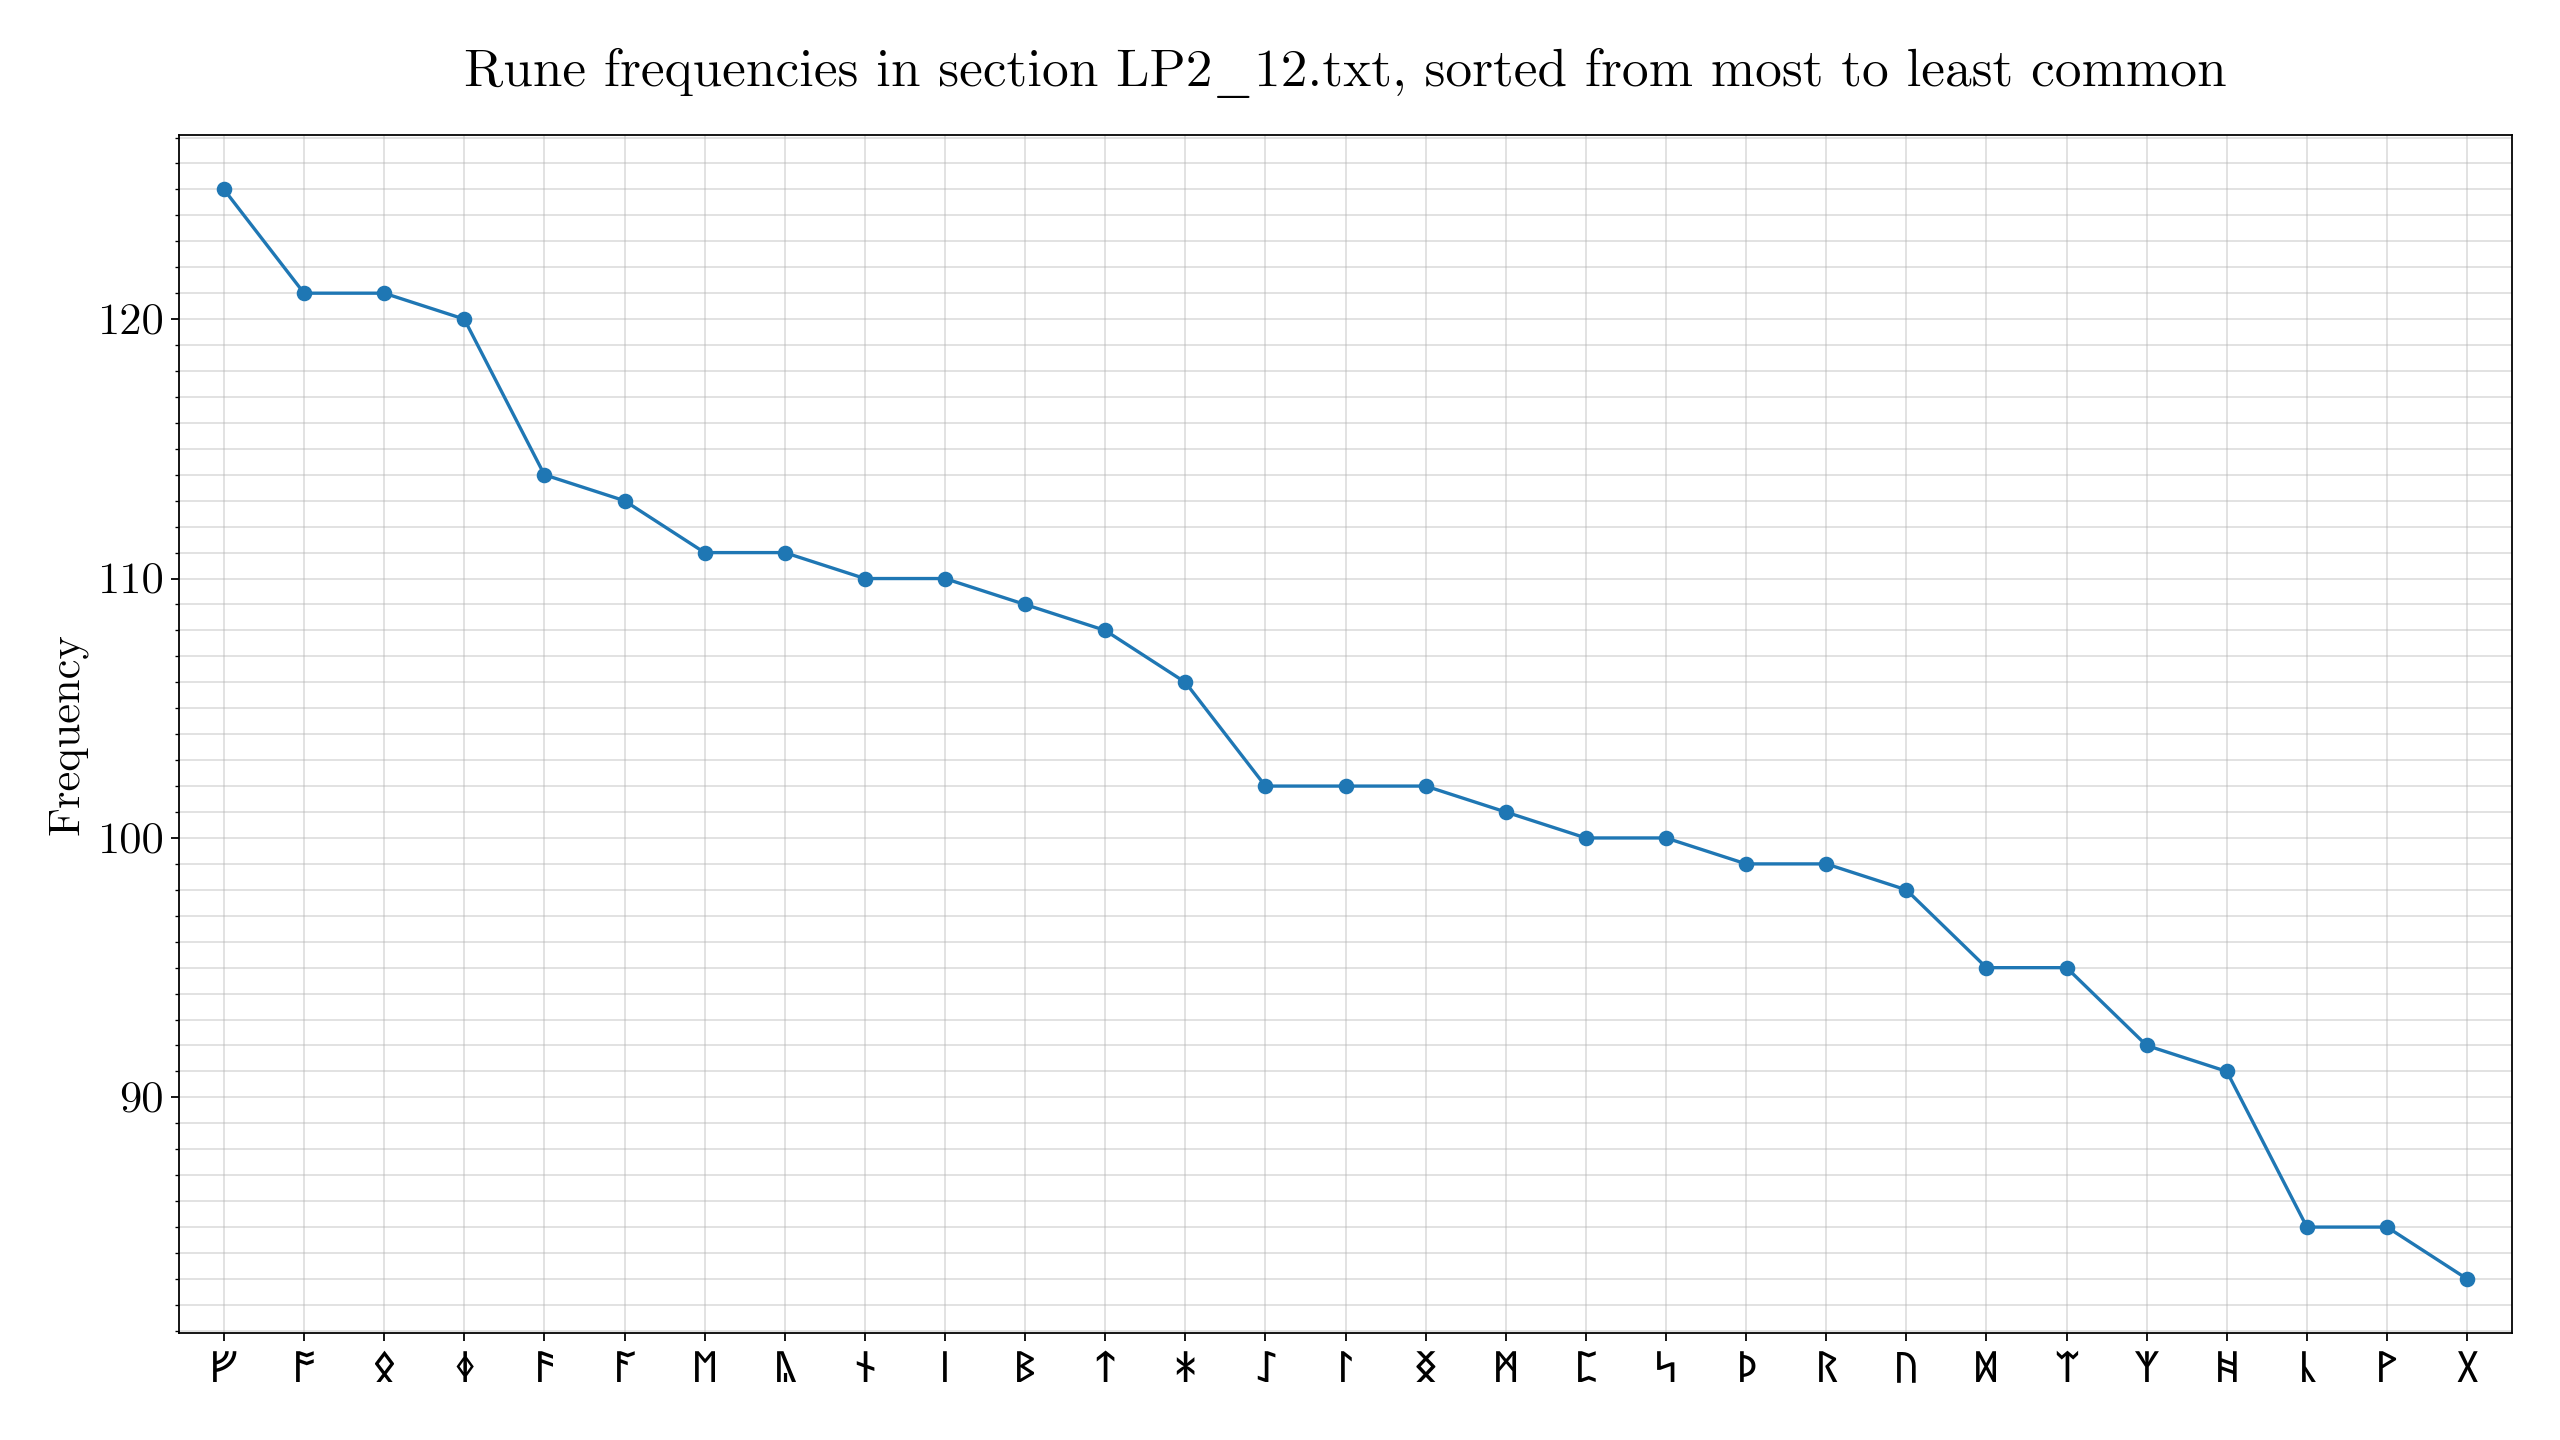 Rune frequencies in section LP2_12.txt, sorted from most to least common
120
110
100
90
Frequency
ᚠ ᚩ ᛟ ᛄ ᚪ ᚫ ᛖ ᚣ ᚾ ᛁ ᛒ ᛏ ᛡ ᛇ ᛚ ᛝ ᛗ ᛈ ᛋ ᚦ ᚱ ᚢ ᛞ ᛠ ᛉ ᚻ ᚳ ᚹ ᚷ